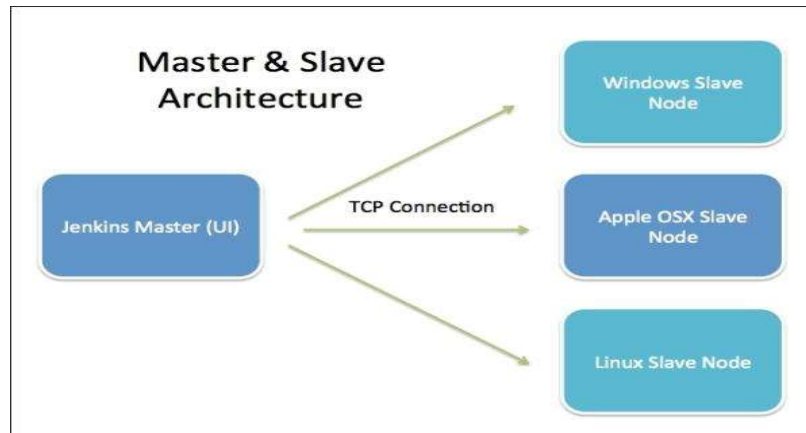 Master & Slave
Architecture
Windows Slave
Node
Jenkins Master (UI)
TCP Connection
Apple OSX Slave
Node
Linux Slave Node